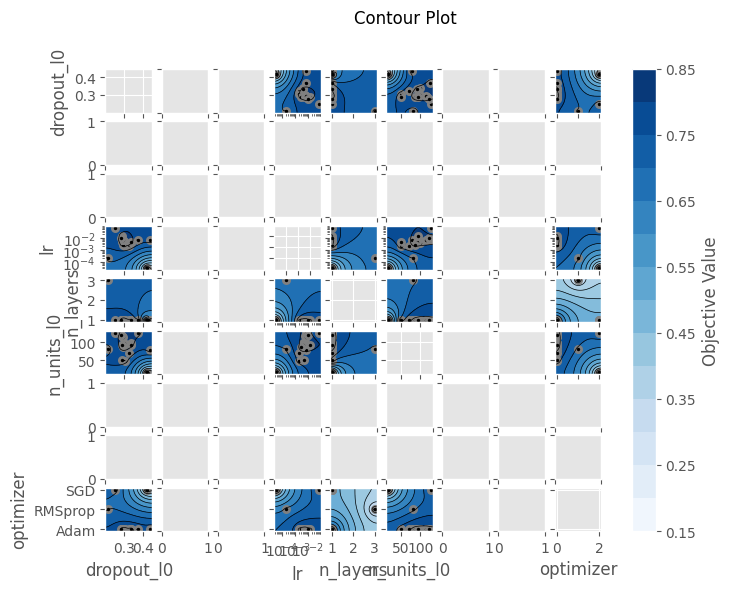 Contour Plot
dropout_l0
0.4
0.3
1
0
1
0
lr
10⁻²
10⁻³
10⁻⁴
n_layers
3
2
1
n_units_l0
100
50
1
0
1
0
optimizer
SGD
RMSprop
Adam
0.3 0.4 0 1 0 1 1 2 3 50 100 0 1 0 1 0 2
dropout_l0 lr n_layers n_units_l0 optimizer
0.85
0.75
0.65
0.55
0.45
0.35
0.25
0.15
Objective Value